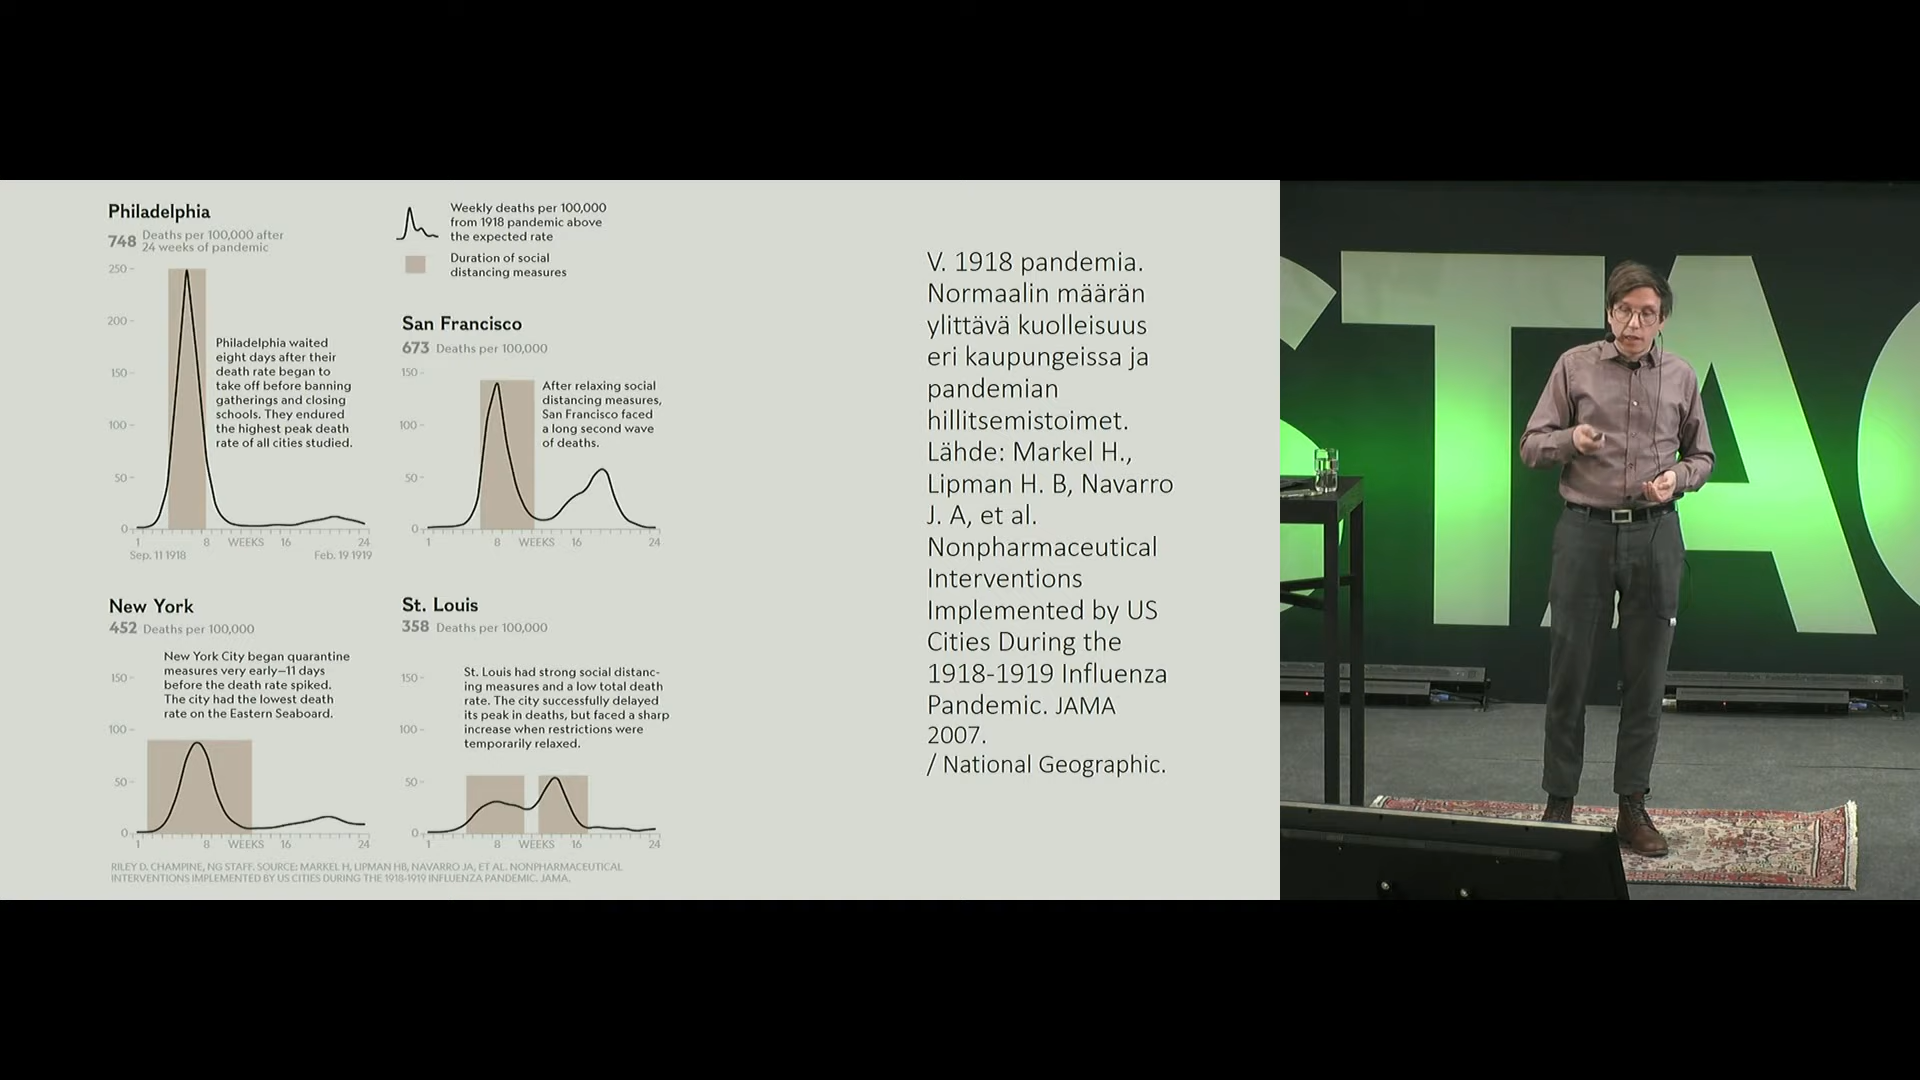 Philadelphia
748 Deaths per 100,000 after
24 weeks of pandemic
250
200
150
100
50
0
1
8
WEEKS
16
24
Sep. 11 1918
Feb. 19 1919
Philadelphia waited
eight days after their
death rate began to
take off before banning
gatherings and closing
schools. They endured
the highest peak death
rate of all cities studied.
Weekly deaths per 100,000
from 1918 pandemic above
the expected rate
Duration of social
distancing measures
San Francisco
673 Deaths per 100,000
150
100
50
0
1
8
WEEKS
16
24
After relaxing social
distancing measures,
San Francisco faced
a long second wave
of deaths.
New York
452 Deaths per 100,000
New York City began quarantine
measures very early—11 days
before the death rate spiked.
The city had the lowest death
rate on the Eastern Seaboard.
150
100
50
0
1
8
WEEKS
16
24
St. Louis
358 Deaths per 100,000
St. Louis had strong social distanc-
ing measures and a low total death
rate. The city successfully delayed
its peak in deaths, but faced a sharp
increase when restrictions were
temporarily relaxed.
150
100
50
0
1
8
WEEKS
16
24
RILEY D. CHAMPINE, NG STAFF. SOURCE: MARKEL H, LIPMAN HB, NAVARRO JA, ET AL. NONPHARMACEUTICAL
INTERVENTIONS IMPLEMENTED BY US CITIES DURING THE 1918-1919 INFLUENZA PANDEMIC. JAMA.
V. 1918 pandemia.
Normaalin määrän
ylittävä kuolleisuus
eri kaupungeissa ja
pandemian
hillitsemistoimet.
Lähde: Markel H.,
Lipman H. B, Navarro
J. A, et al.
Nonpharmaceutical
Interventions
Implemented by US
Cities During the
1918-1919 Influenza
Pandemic. JAMA
2007.
/ National Geographic.